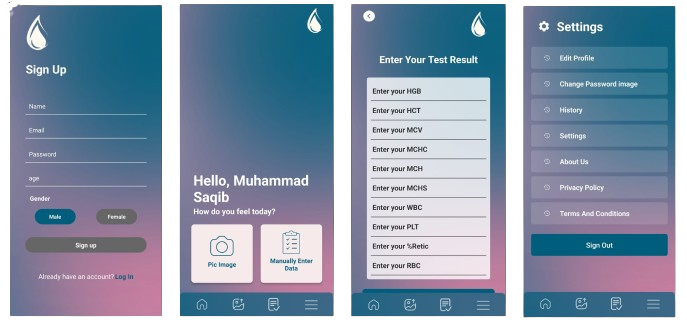 Sign Up
Name
Email
Password
age
Gender
Male
Female
Sign up
Already have an account? Log In
Hello, Muhammad
Saqib
How do you feel today?
Pic Image
Manually Enter
Data
Enter Your Test Result
Enter your HGB
Enter your HCT
Enter your MCV
Enter your MCHC
Enter your MCH
Enter your MCHS
Enter your WBC
Enter your PLT
Enter your %Retic
Enter your RBC
Settings
Edit Profile
Change Password image
History
Settings
About Us
Privacy Policy
Terms And Conditions
Sign Out